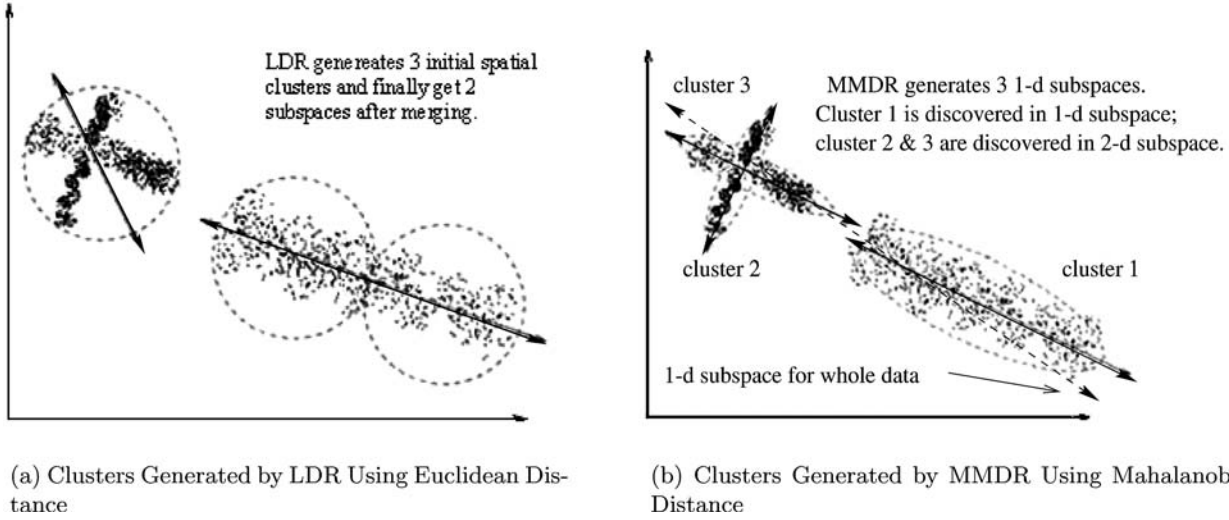 LDR genereates 3 initial spatial
clusters and finally get 2
subspaces after merging.
(a) Clusters Generated by LDR Using Euclidean Dis-
tance
cluster 3
MMDR generates 3 1-d subspaces.
Cluster 1 is discovered in 1-d subspace;
cluster 2 & 3 are discovered in 2-d subspace.
cluster 2
cluster 1
1-d subspace for whole data
(b) Clusters Generated by MMDR Using Mahalanob
Distance